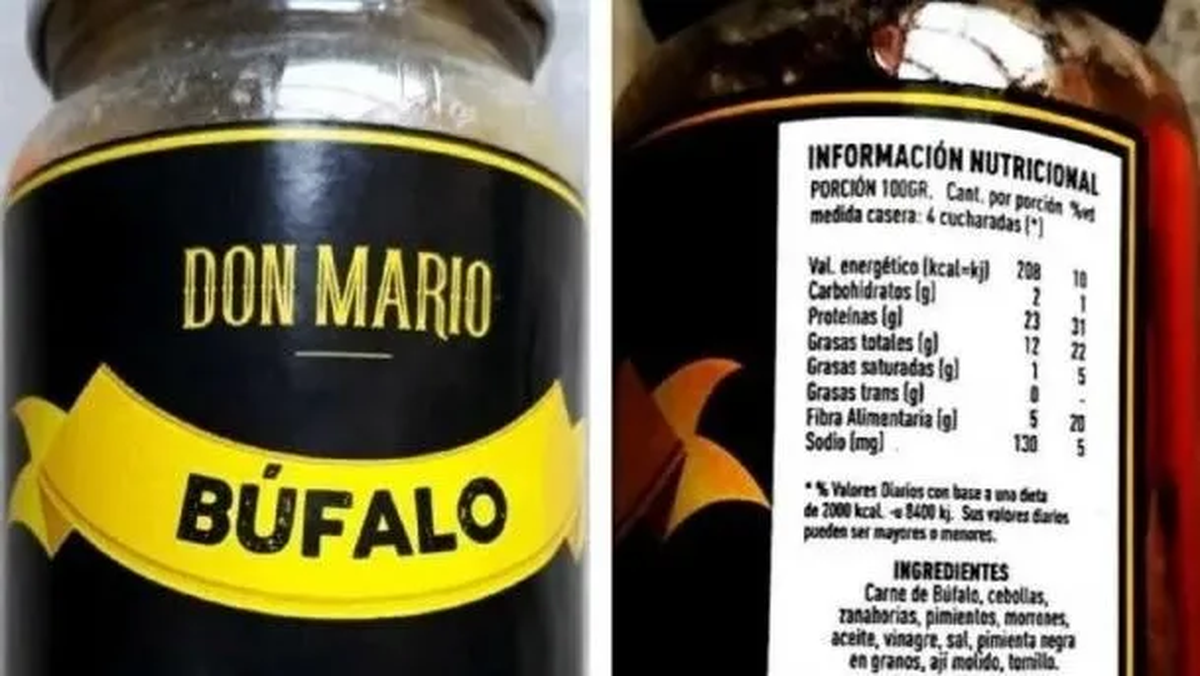 DON MARIO
BÚFALO
INFORMACIÓN NUTRICIONAL
PORCIÓN 100GR. Cant. por porción %vd
medida casera: 4 cucharadas (*)
Val. energético (kcal=kj) 208 10
Carbohidratos (g) 2 1
Proteínas (g) 23 31
Grasas totales (g) 12 22
Grasas saturadas (g) 1 5
Grasas trans (g) 0 -
Fibra Alimentaria (g) 5 20
Sodio (mg) 130 5
* % Valores Diarios con base a una dieta
de 2000 kcal. -u 8400 kj. Sus valores diarios
pueden ser mayores o menores.
INGREDIENTES
Carne de Búfalo, cebollas,
zanahorias, pimientos, morrones,
aceite, vinagre, sal, pimienta negra
en granos, ají molido, tomillo.